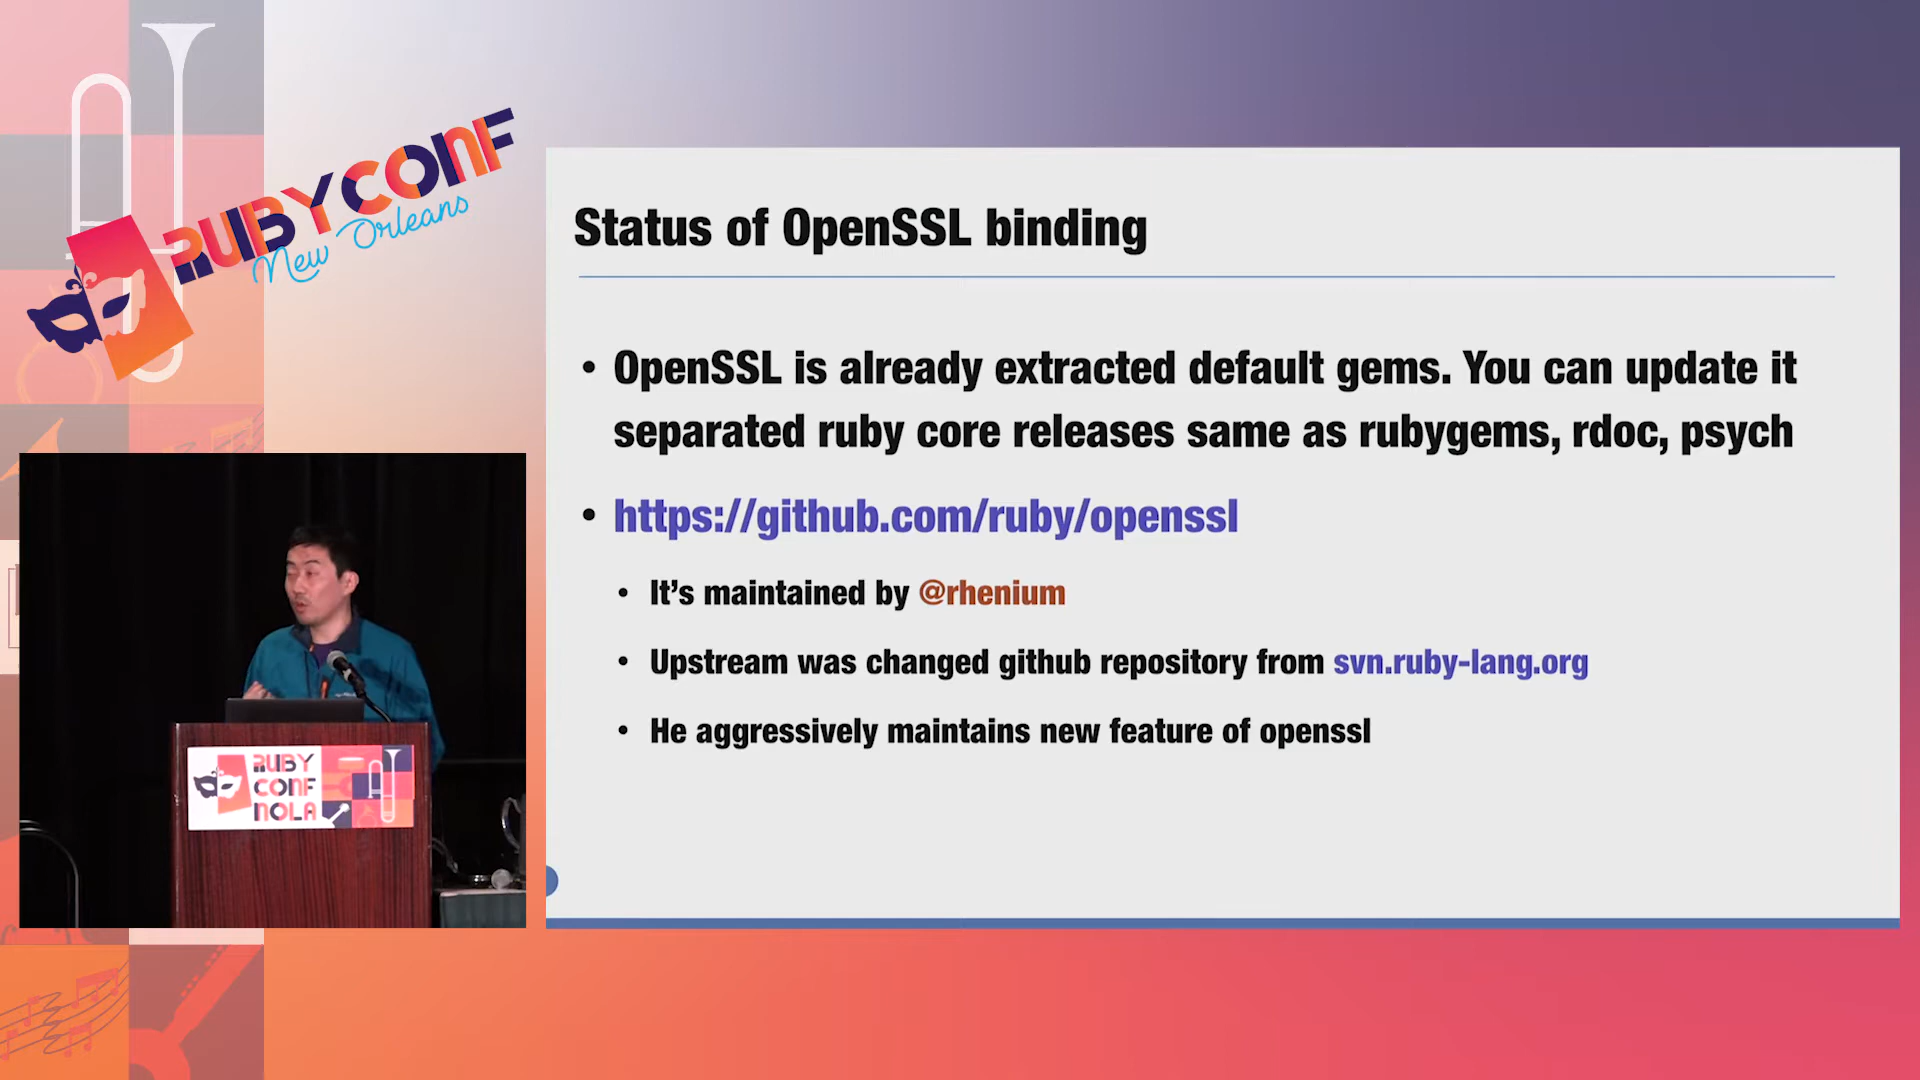 RUBYCONF
New Orleans
Status of OpenSSL binding
• OpenSSL is already extracted default gems. You can update it
separated ruby core releases same as rubygems, rdoc, psych
• https://github.com/ruby/openssl
• It’s maintained by @rhenium
• Upstream was changed github repository from svn.ruby-lang.org
• He aggressively maintains new feature of openssl
RUBY
CONF
NOLA